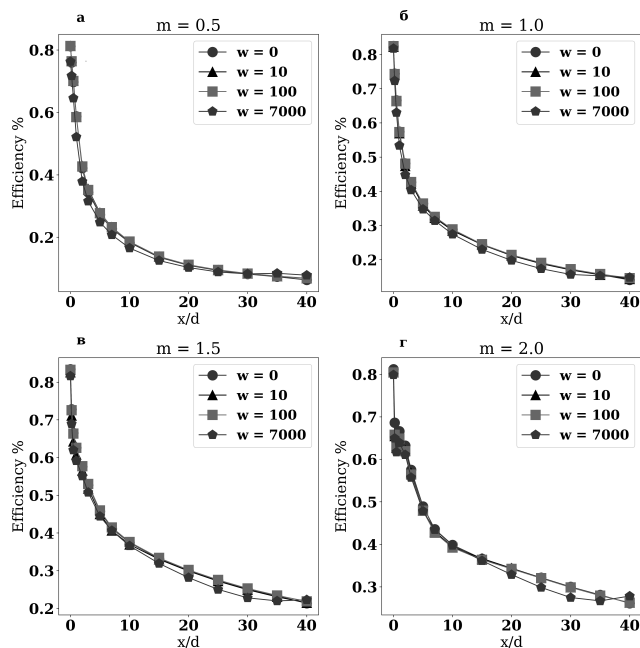 а
m = 0.5
Efficiency %
0.8
0.6
0.4
0.2
w = 0
w = 10
w = 100
w = 7000
0 10 20 30 40
x/d
б
m = 1.0
Efficiency %
0.8
0.7
0.6
0.5
0.4
0.3
0.2
w = 0
w = 10
w = 100
w = 7000
0 10 20 30 40
x/d
в
m = 1.5
Efficiency %
0.8
0.7
0.6
0.5
0.4
0.3
0.2
w = 0
w = 10
w = 100
w = 7000
0 10 20 30 40
x/d
г
m = 2.0
Efficiency %
0.8
0.7
0.6
0.5
0.4
0.3
w = 0
w = 10
w = 100
w = 7000
0 10 20 30 40
x/d